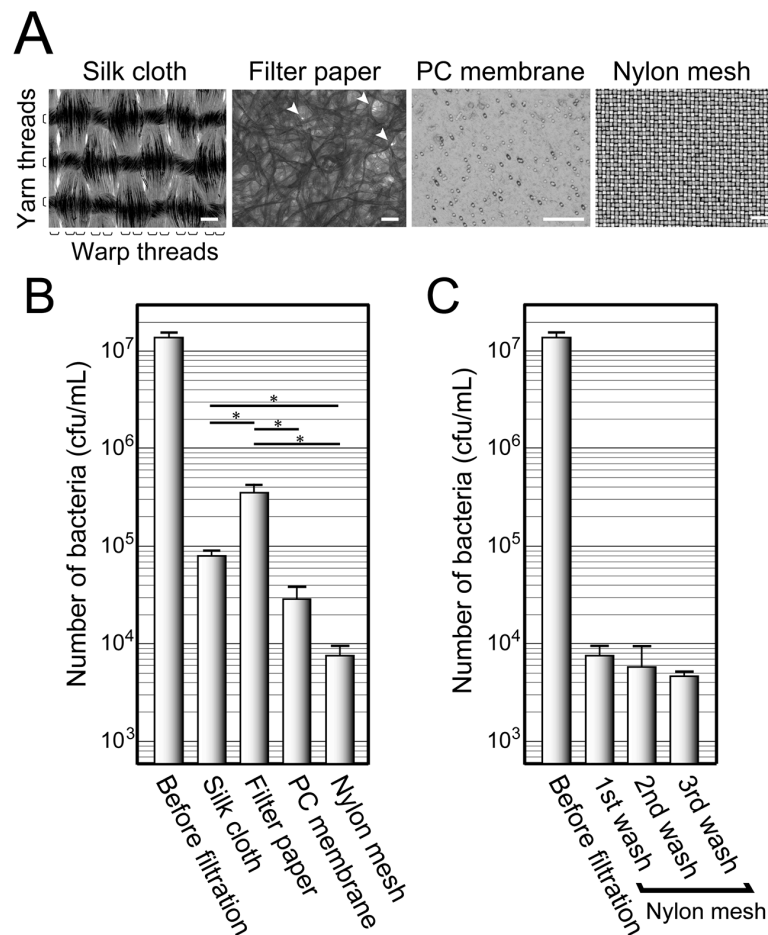 A
Silk cloth
Filter paper
PC membrane
Nylon mesh
Yarn threads
Warp threads
B
Number of bacteria (cfu/mL)
10⁷
10⁶
10⁵
10⁴
10³
*
*
*
*
Before filtration
Silk cloth
Filter paper
PC membrane
Nylon mesh
C
Number of bacteria (cfu/mL)
10⁷
10⁶
10⁵
10⁴
10³
Before filtration
1st wash
2nd wash
3rd wash
Nylon mesh